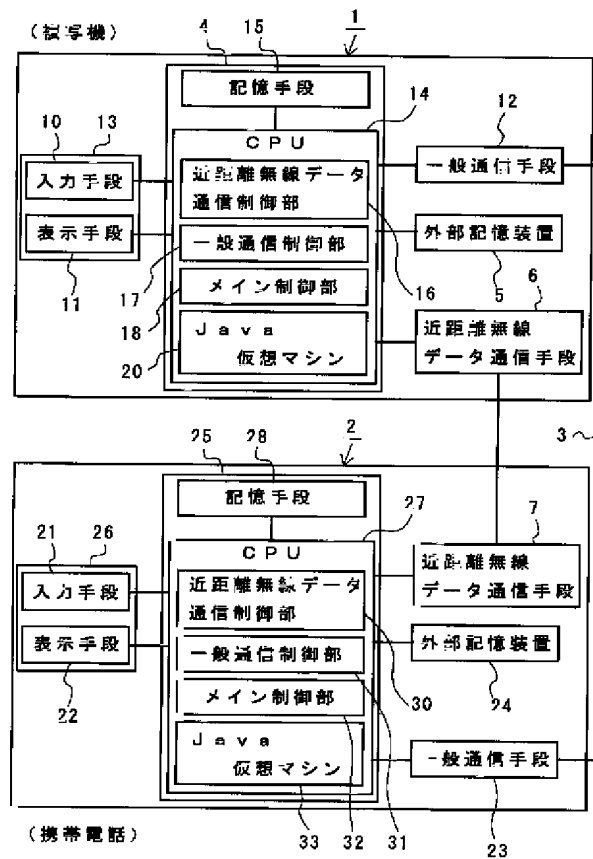 (複写機)
4
15
1
記憶手段
10
13
14
12
CPU
入力手段
近距離無線データ
通信制御部
一般通信手段
表示手段
一般通信制御部
外部記憶装置
11
17
メイン制御部
16
5
6
18
Java
仮想マシン
近距離無線
データ通信手段
20
3
25
28
2
記憶手段
27
7
21
26
CPU
近距離無線
データ通信手段
入力手段
近距離無線データ
通信制御部
表示手段
一般通信制御部
外部記憶装置
22
メイン制御部
30
24
Java
仮想マシン
31
一般通信手段
(携帯電話)
33
32
23